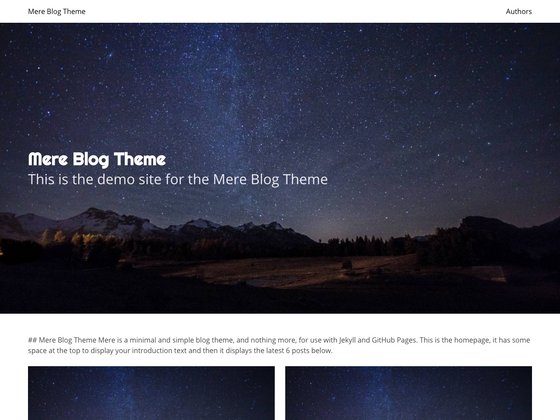 Mere Blog Theme
Authors
Mere Blog Theme
This is the demo site for the Mere Blog Theme
## Mere Blog Theme Mere is a minimal and simple blog theme, and nothing more, for use with Jekyll and GitHub Pages. This is the homepage, it has some
space at the top to display your introduction text and then it displays the latest 6 posts below.